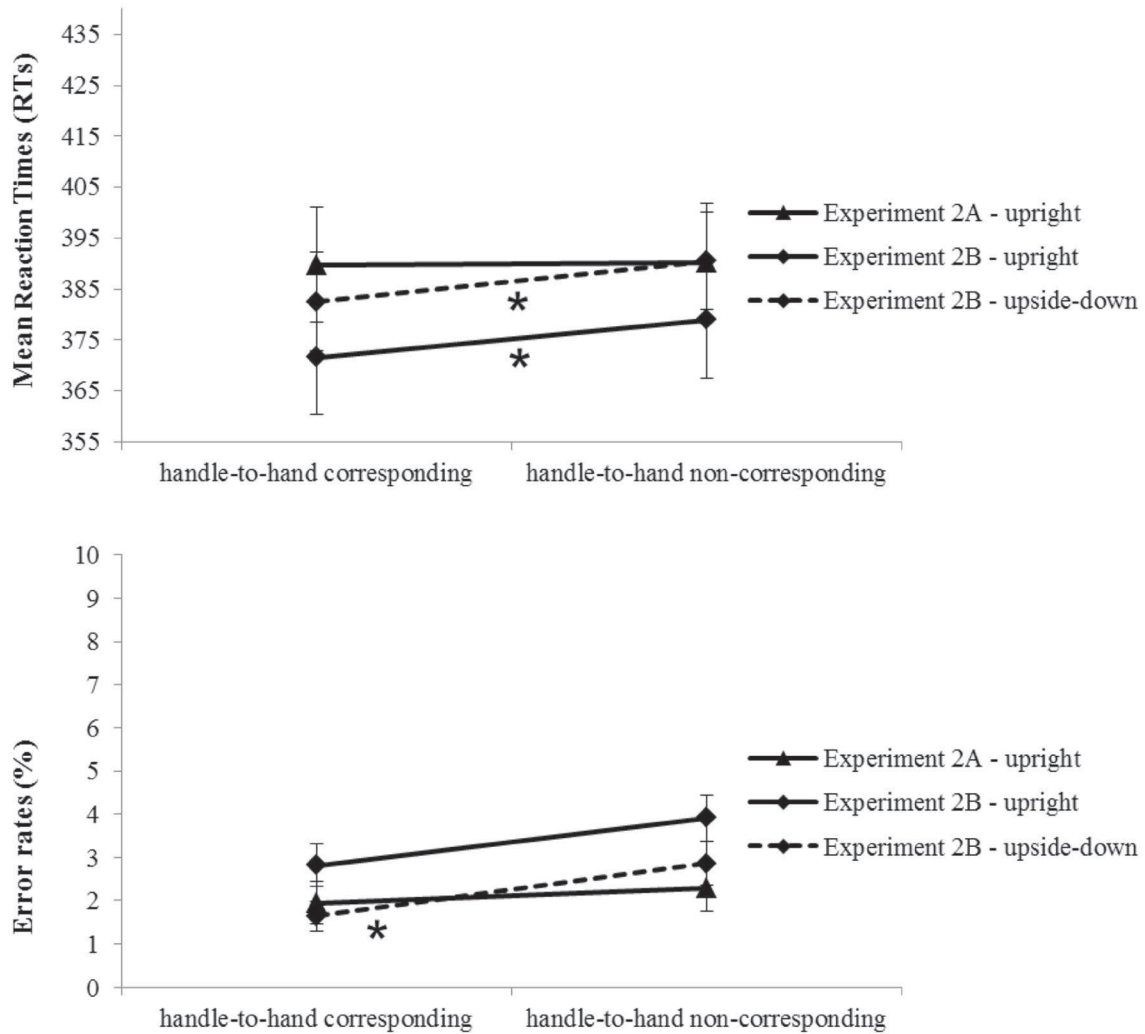 Mean Reaction Times (RTs)
435
425
415
405
395
385
375
365
355
handle-to-hand corresponding
handle-to-hand non-corresponding
*
*
Experiment 2A - upright
Experiment 2B - upright
Experiment 2B - upside-down
Error rates (%)
10
9
8
7
6
5
4
3
2
1
0
handle-to-hand corresponding
handle-to-hand non-corresponding
*
Experiment 2A - upright
Experiment 2B - upright
Experiment 2B - upside-down